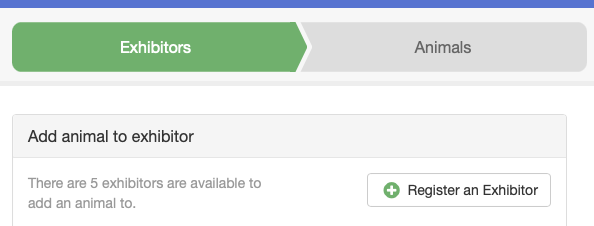 Exhibitors
Animals
Add animal to exhibitor
There are 5 exhibitors are available to
add an animal to.
Register an Exhibitor